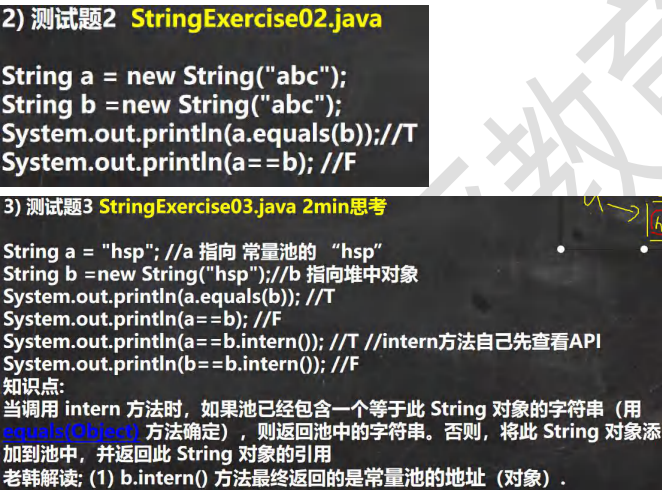 2) 测试题2 StringExercise02.java
String a = new String("abc");
String b =new String("abc");
System.out.println(a.equals(b));//T
System.out.println(a==b); //F
3) 测试题3 StringExercise03.java 2min思考
String a = "hsp"; //a 指向 常量池的 “hsp”
String b =new String("hsp");//b 指向堆中对象
System.out.println(a.equals(b)); //T
System.out.println(a==b); //F
System.out.println(a==b.intern()); //T //intern方法自己先查看API
System.out.println(b==b.intern()); //F
知识点:
当调用 intern 方法时，如果池已经包含一个等于此 String 对象的字符串（用
equals(Object) 方法确定），则返回池中的字符串。否则，将此 String 对象添
加到池中，并返回此 String 对象的引用
老韩解读; (1) b.intern() 方法最终返回的是常量池的地址（对象）.